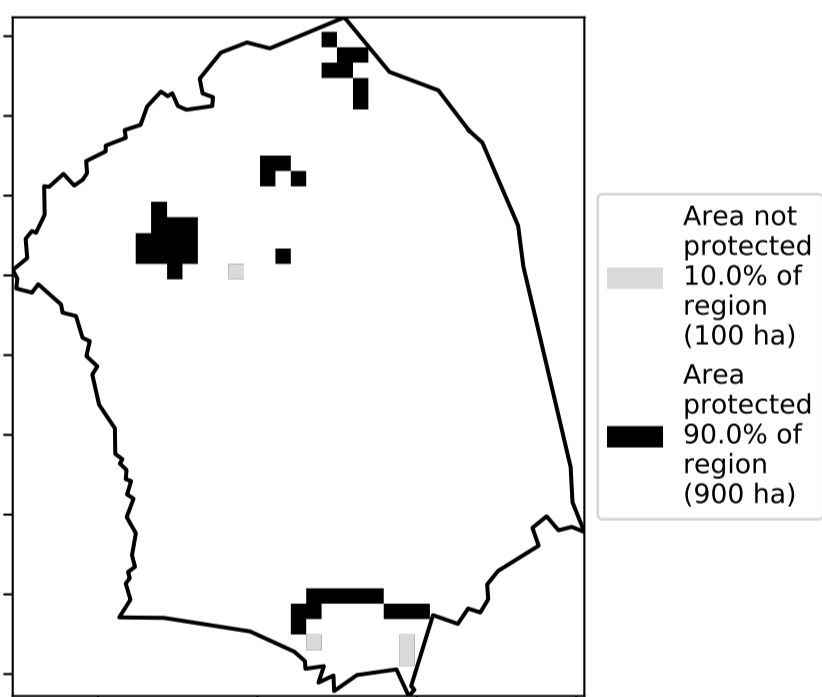 Area not
protected
10.0% of
region
(100 ha)
Area
protected
90.0% of
region
(900 ha)